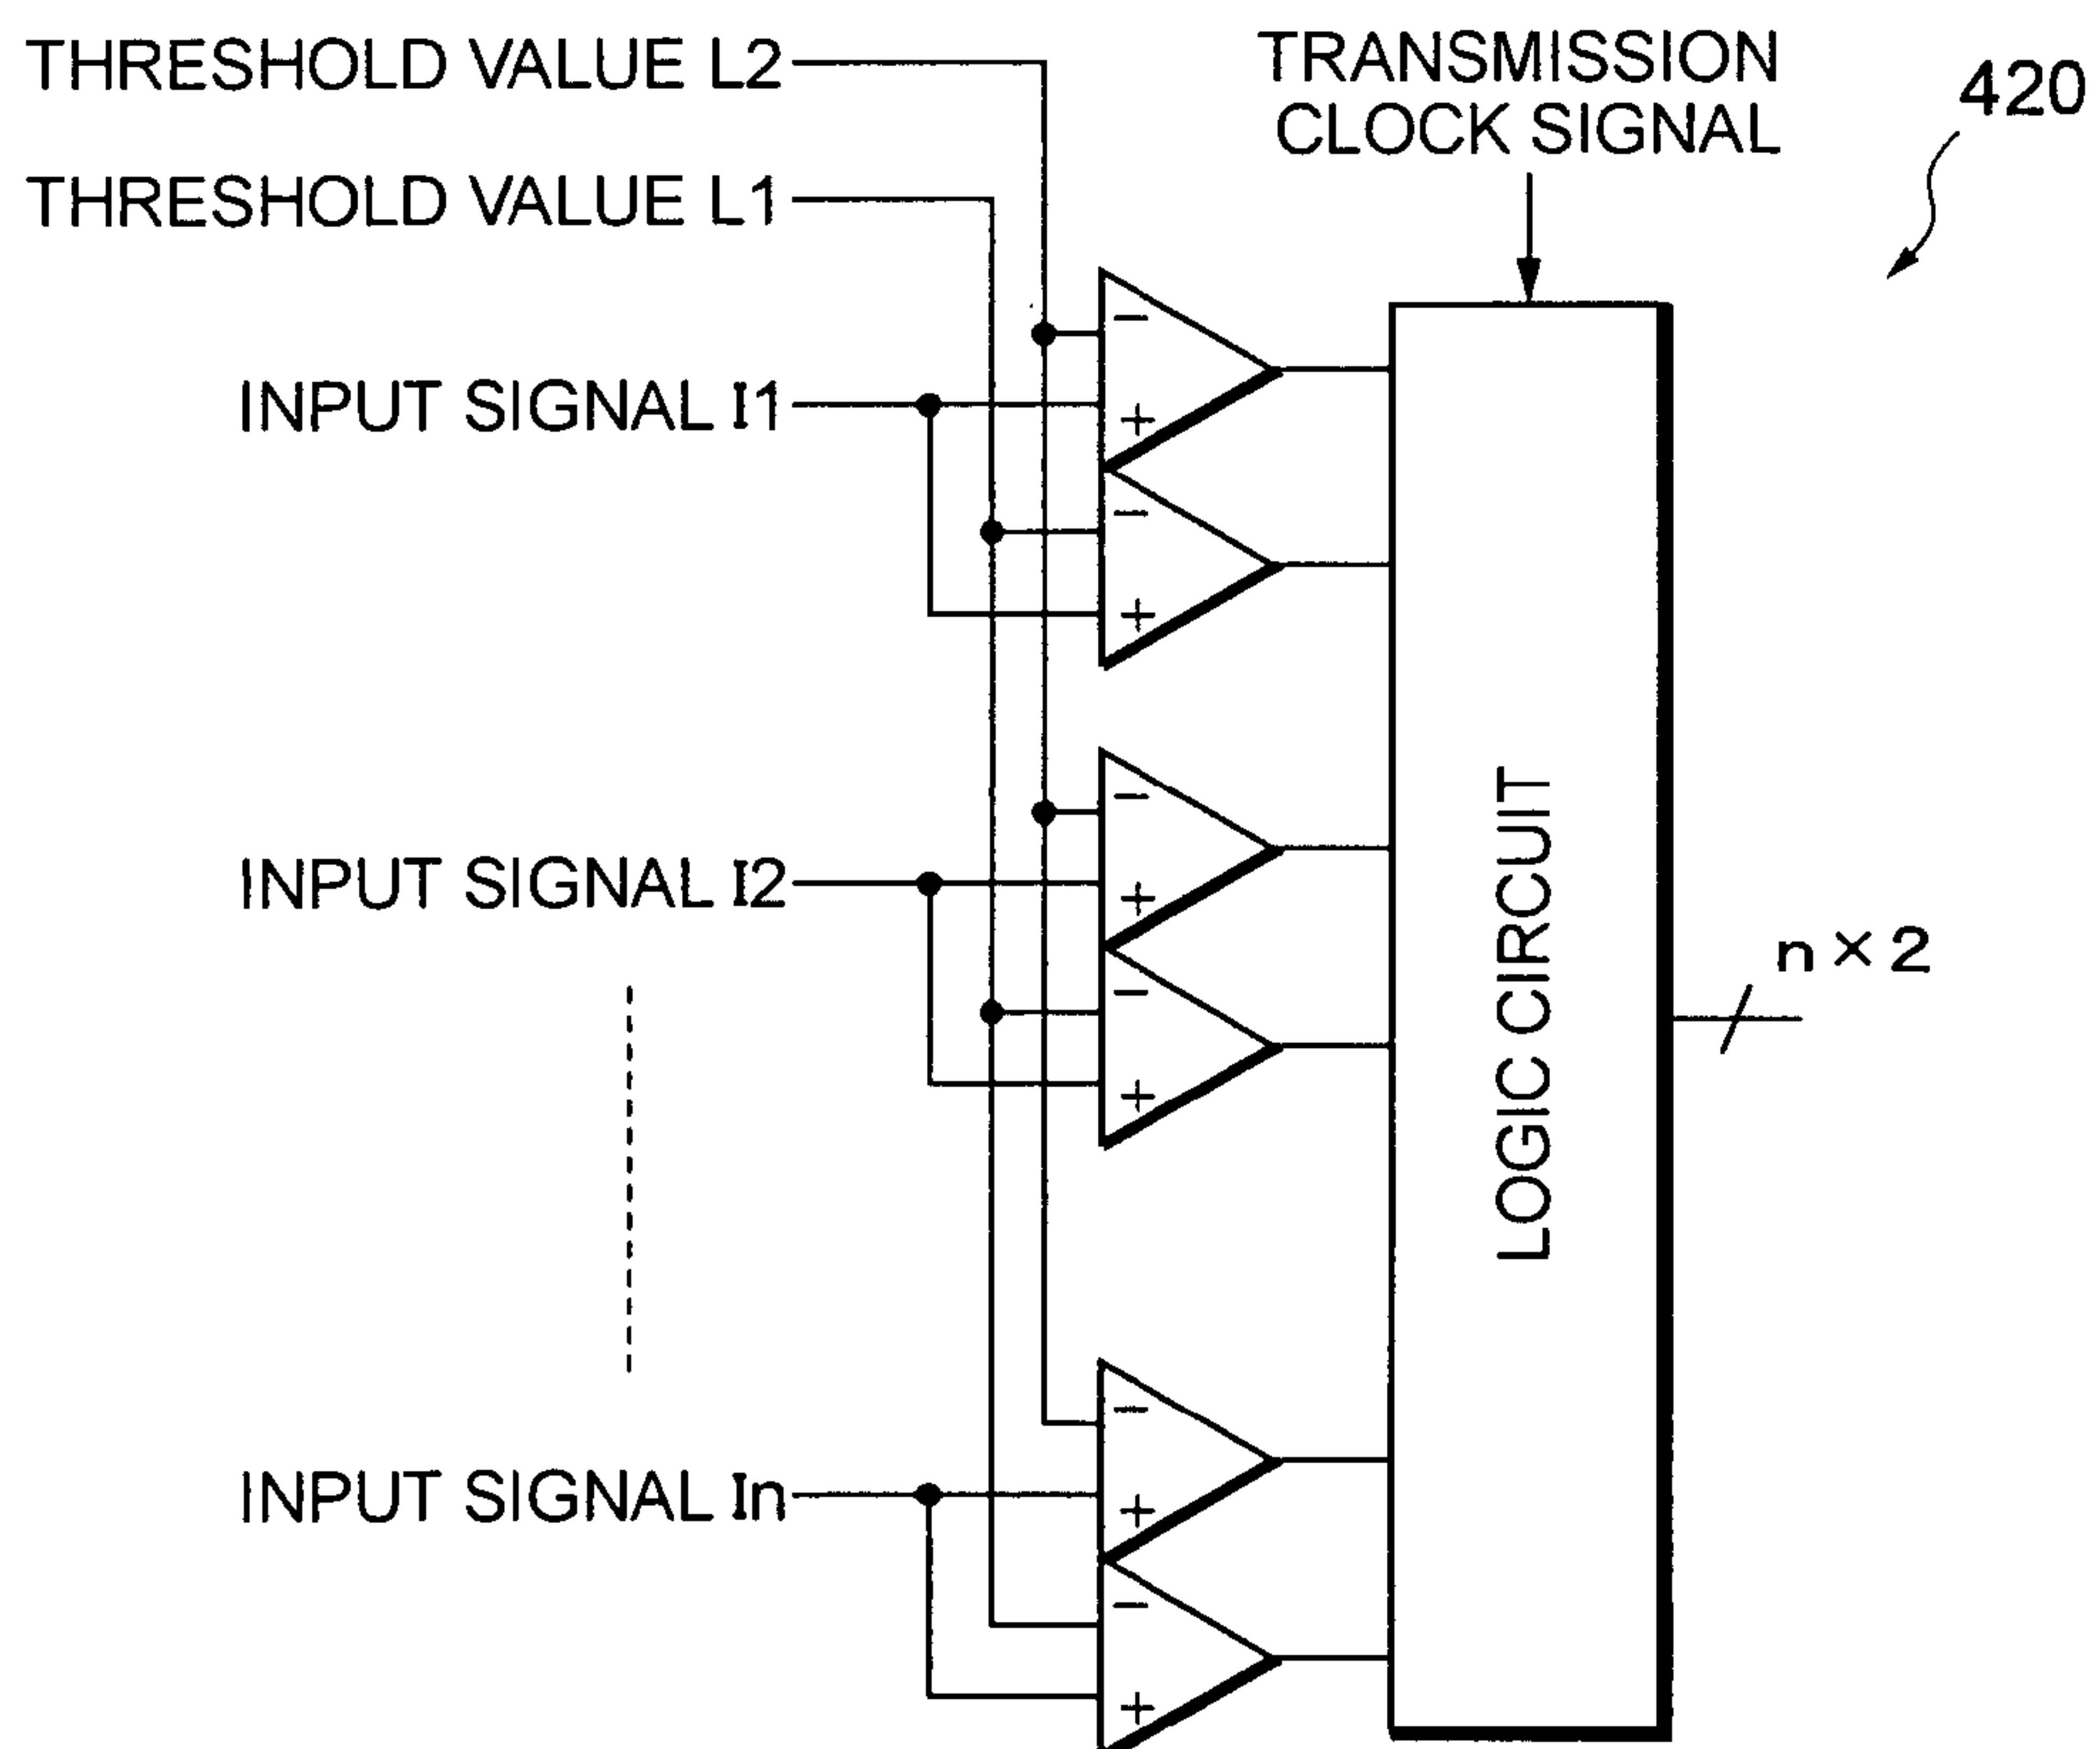 THRESHOLD VALUE L2
TRANSMISSION
CLOCK SIGNAL
420
THRESHOLD VALUE L1
−
INPUT SIGNAL I1
+
−
+
−
INPUT SIGNAL I2
+
−
+
LOGIC CIRCUIT
n×2
−
INPUT SIGNAL In
+
−
+